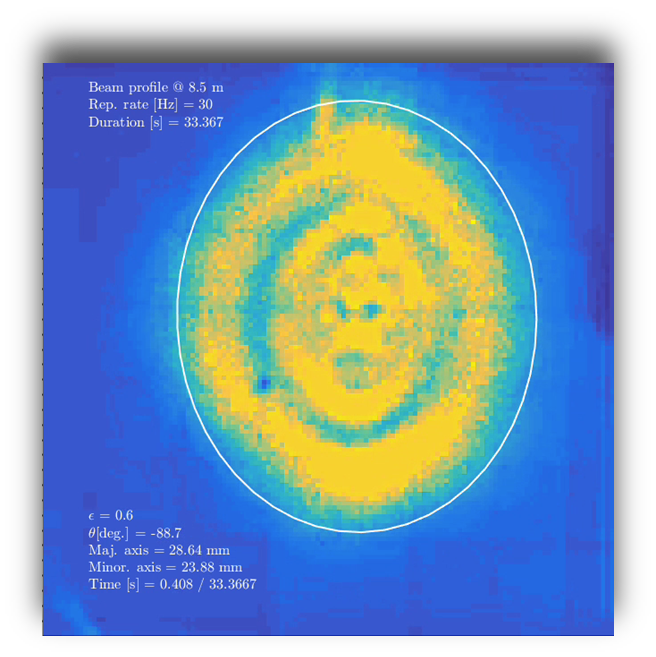 Beam profile @ 8.5 m
Rep. rate [Hz] = 30
Duration [s] = 33.367
ϵ = 0.6
θ[deg.] = -88.7
Maj. axis = 28.64 mm
Minor. axis = 23.88 mm
Time [s] = 0.408 / 33.3667